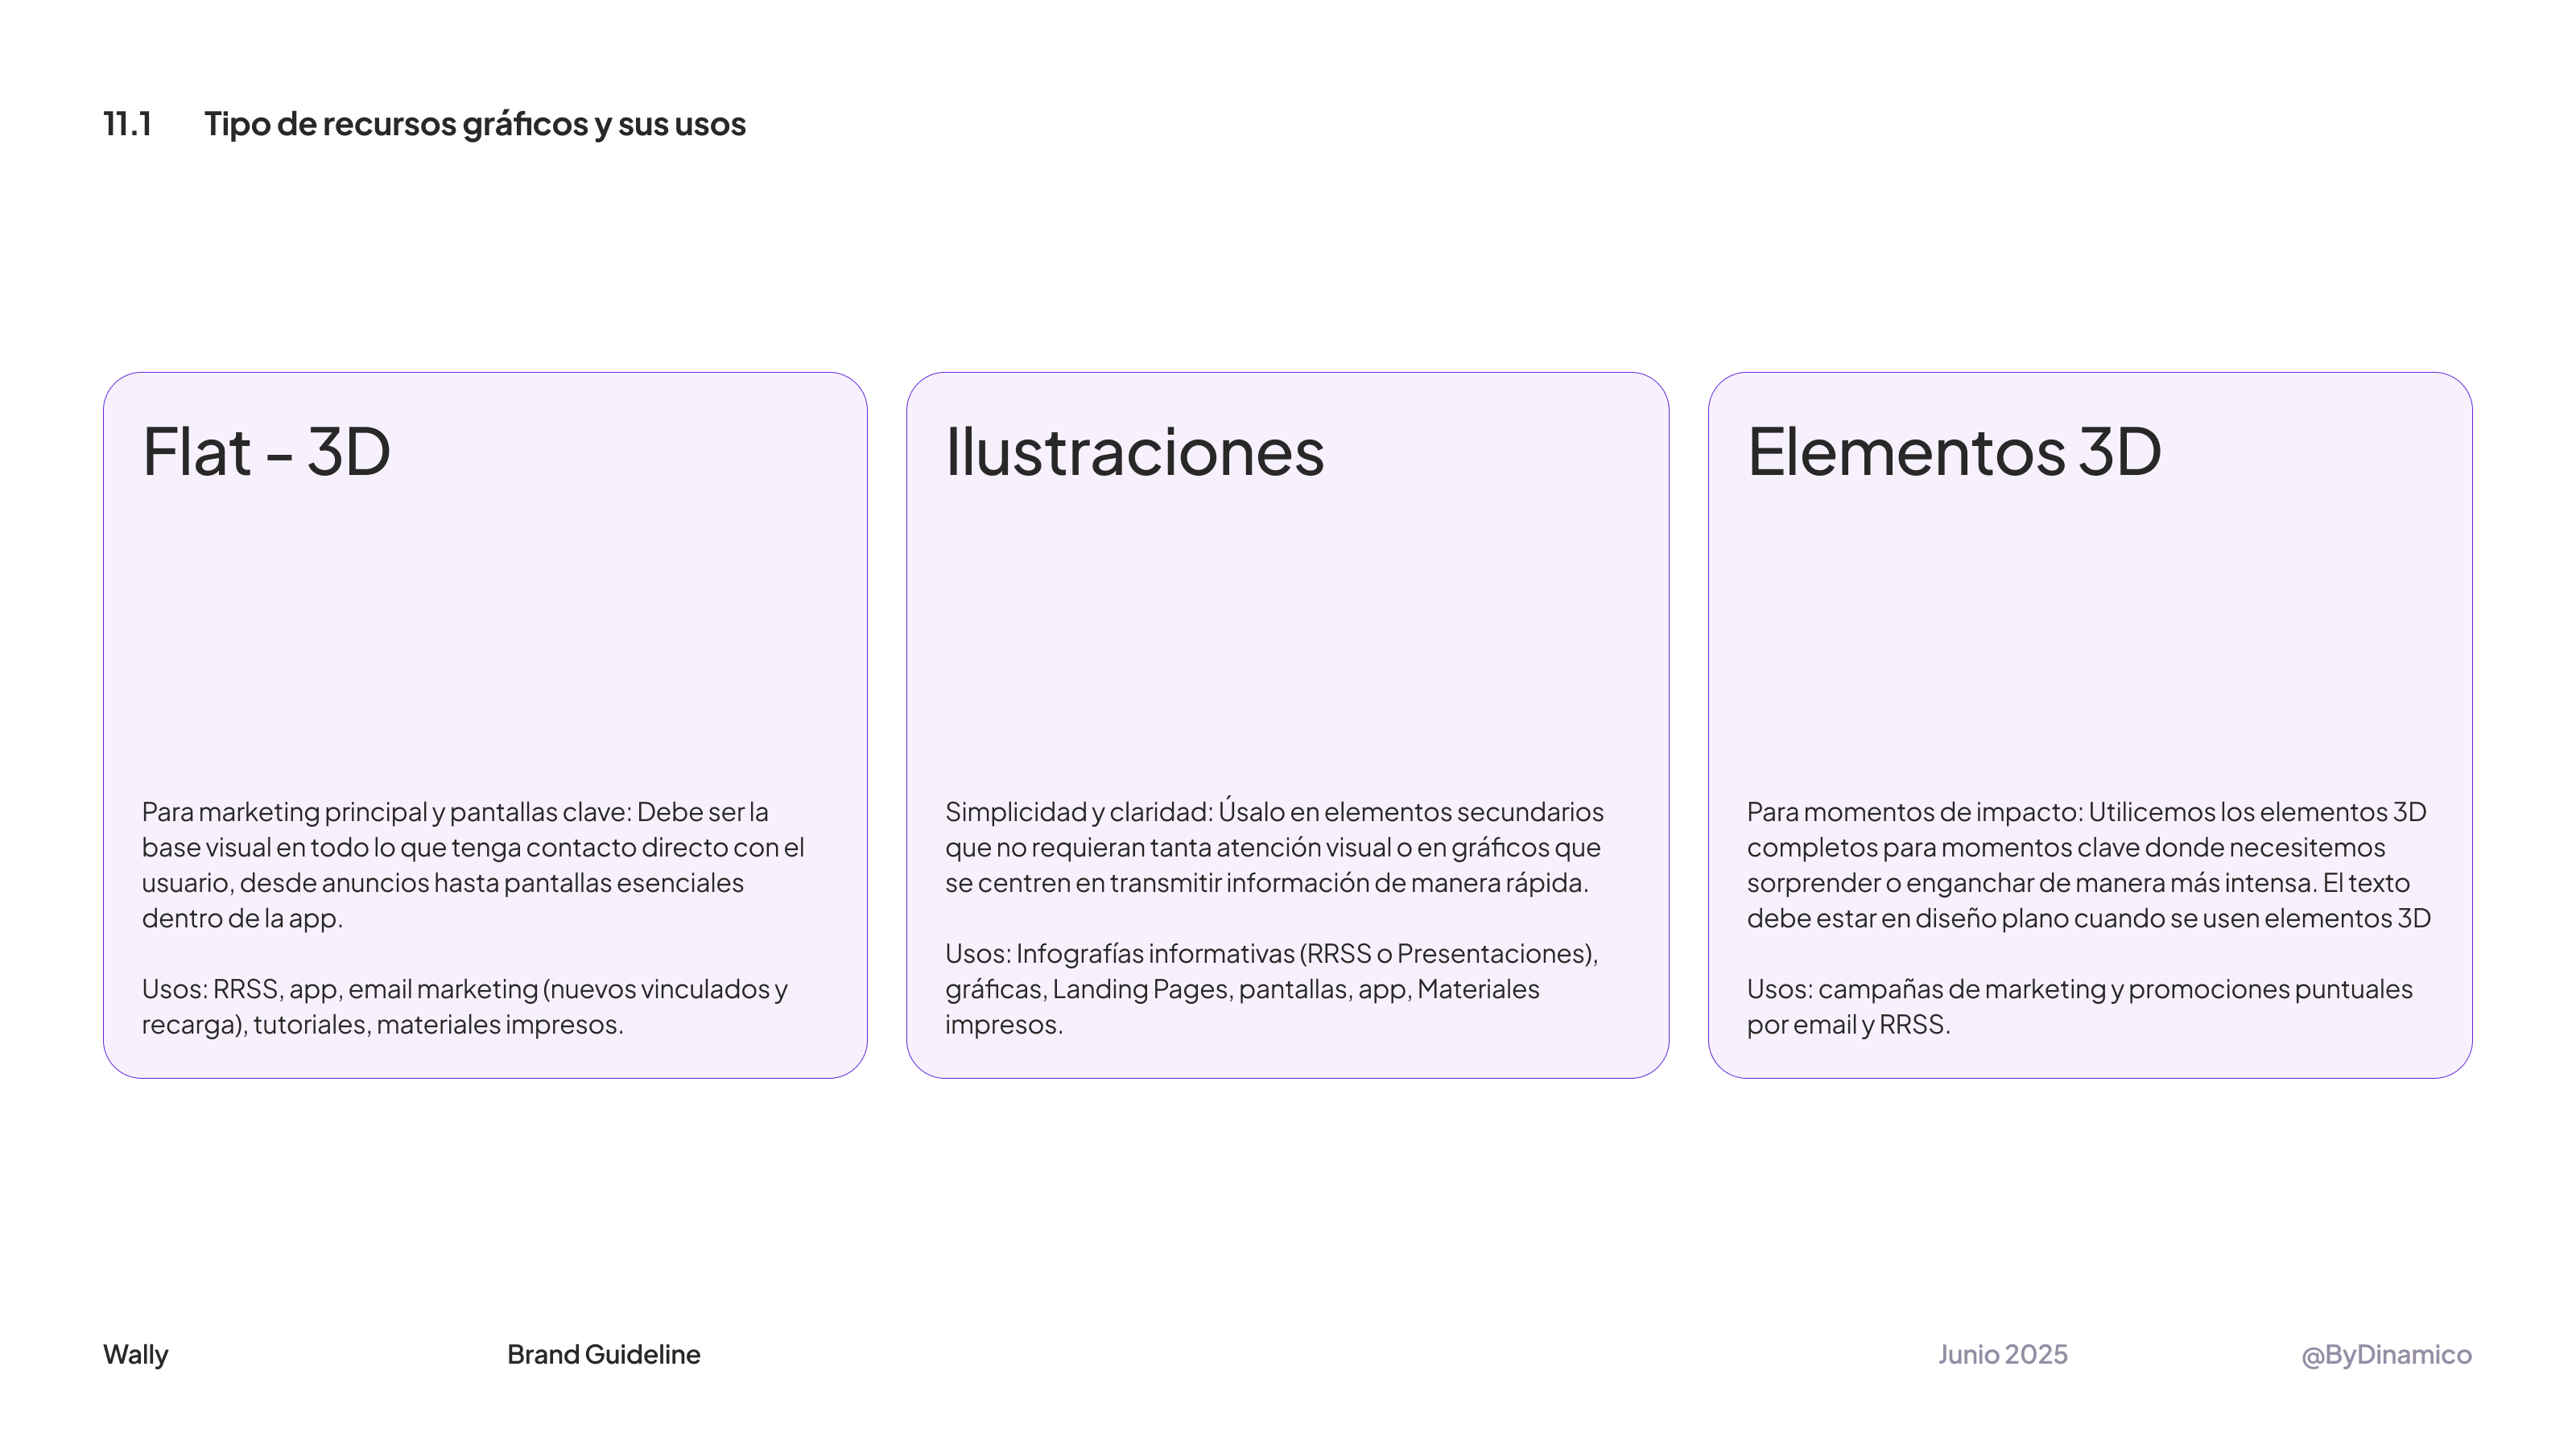 11.1 Tipo de recursos gráficos y sus usos
Flat - 3D
Para marketing principal y pantallas clave: Debe ser la
base visual en todo lo que tenga contacto directo con el
usuario, desde anuncios hasta pantallas esenciales
dentro de la app.
Usos: RRSS, app, email marketing (nuevos vinculados y
recarga), tutoriales, materiales impresos.
Ilustraciones
Simplicidad y claridad: Úsalo en elementos secundarios
que no requieran tanta atención visual o en gráficos que
se centren en transmitir información de manera rápida.
Usos: Infografías informativas (RRSS o Presentaciones),
gráficas, Landing Pages, pantallas, app, Materiales
impresos.
Elementos 3D
Para momentos de impacto: Utilicemos los elementos 3D
completos para momentos clave donde necesitemos
sorprender o enganchar de manera más intensa. El texto
debe estar en diseño plano cuando se usen elementos 3D
Usos: campañas de marketing y promociones puntuales
por email y RRSS.
Wally Brand Guideline Junio 2025 @ByDinamico